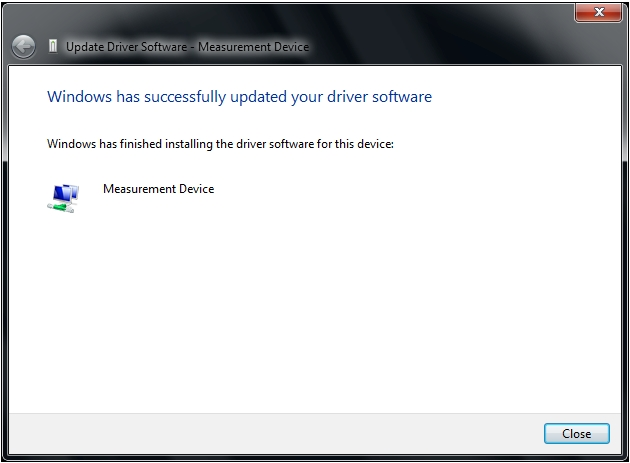 Update Driver Software - Measurement Device
Windows has successfully updated your driver software
Windows has finished installing the driver software for this device:
Measurement Device
Close